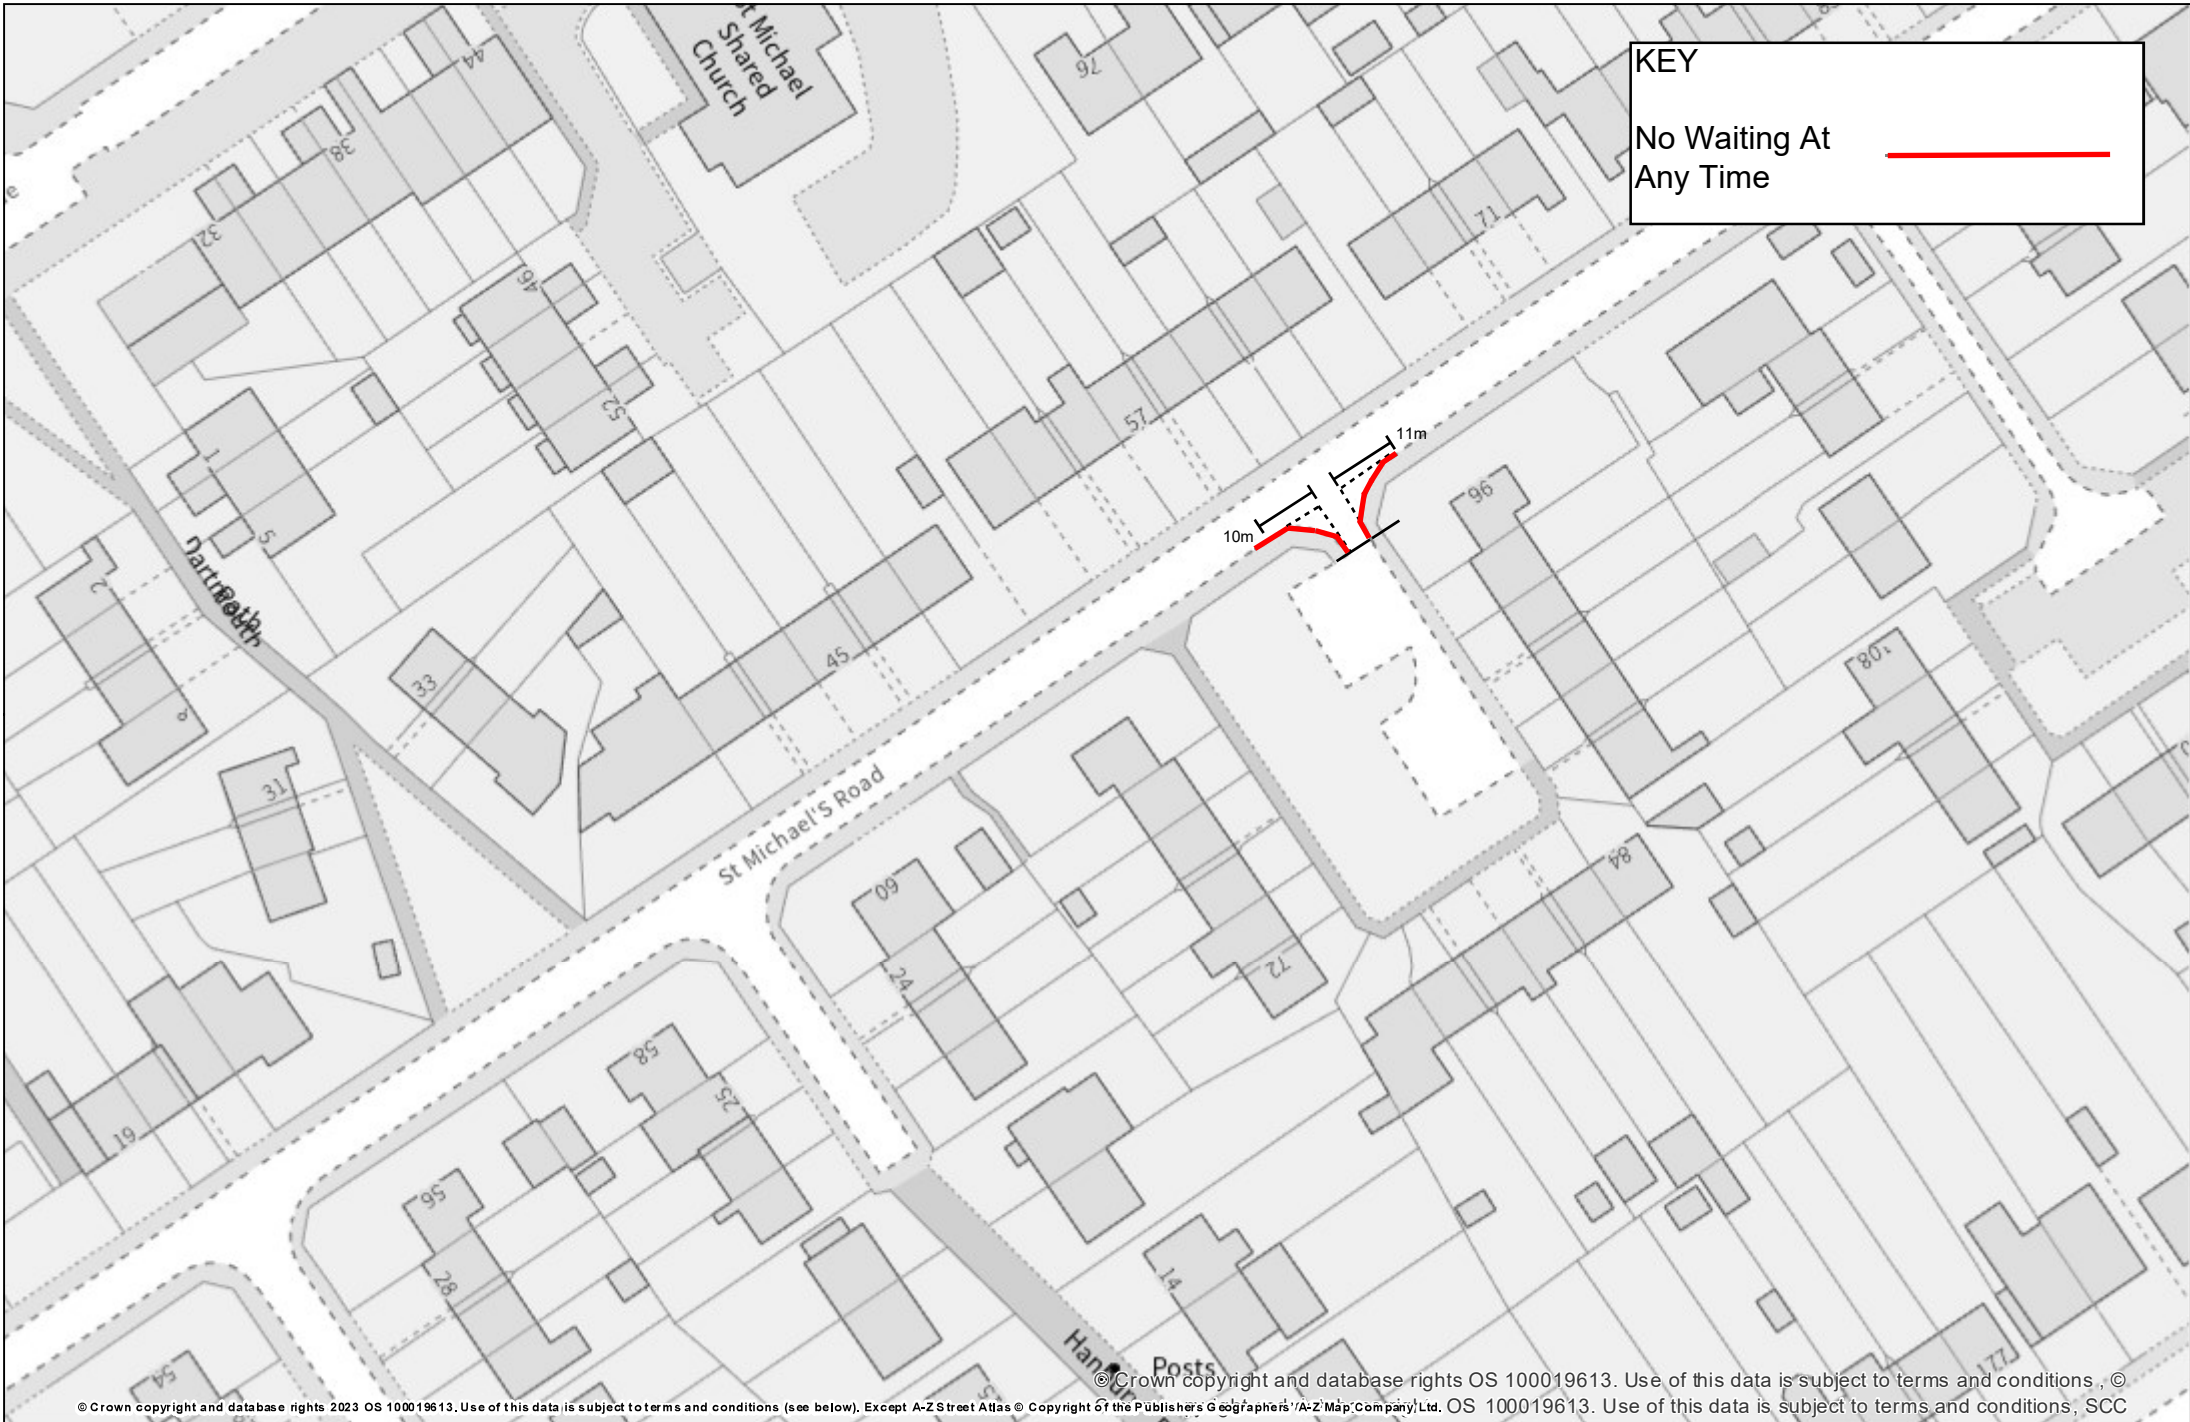 KEY
No Waiting At
Any Time
St Michael
Shared
Church
76
44
38
32
46
52
71
57
11m
10m
96
1
5
2
Dartmouth
Path
33
45
31
108
84
St Michael'S Road
60
24
72
19
58
25
56
28
14
54
15
Posts
© Crown copyright and database rights OS 100019613. Use of this data is subject to terms and conditions , ©
OS 100019613. Use of this data is subject to terms and conditions, SCC
© Crown copyright and database rights 2023 OS 100019613. Use of this data is subject to terms and conditions (see below). Except A-Z Street Atlas © Copyright of the Publishers Geographers' A-Z Map Company Ltd.